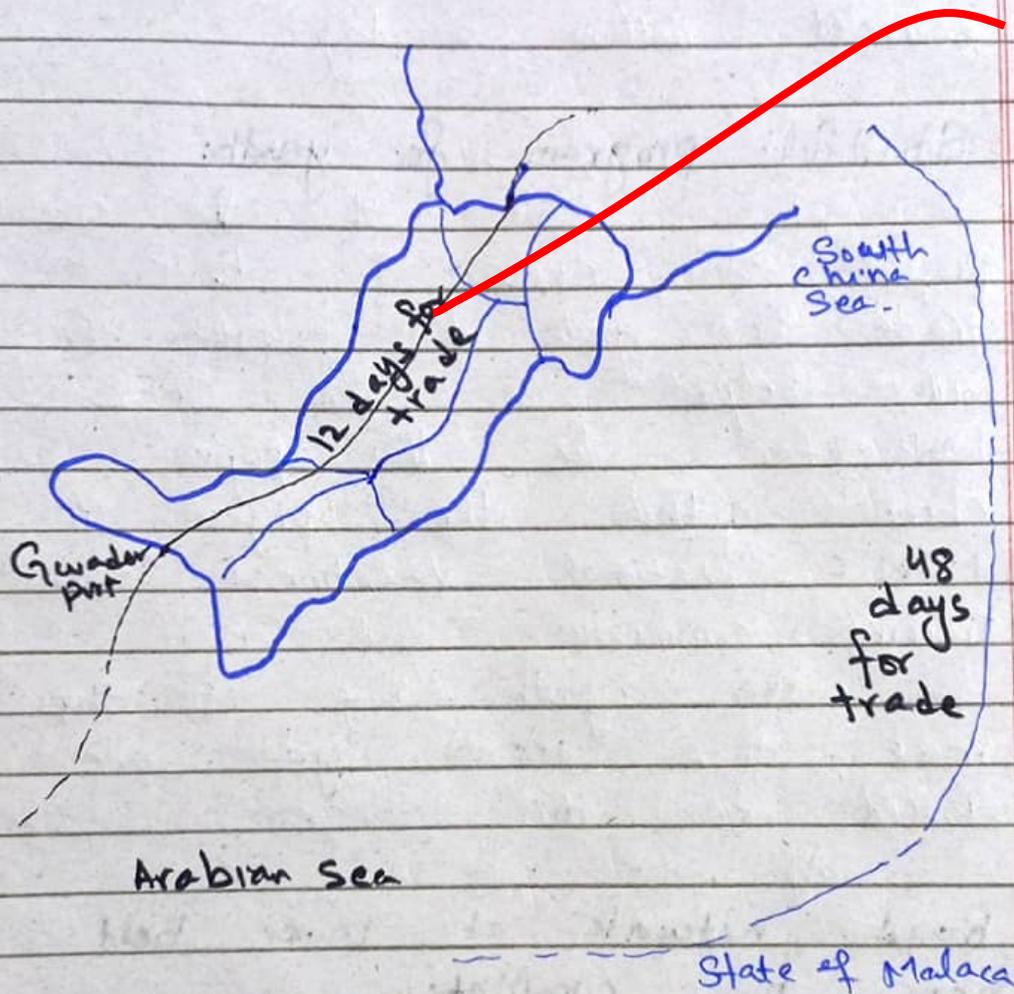 South
China
Sea.
12 days for
trade
Gwadar
port
48
days
for
trade
Arabian Sea
State of Malaca